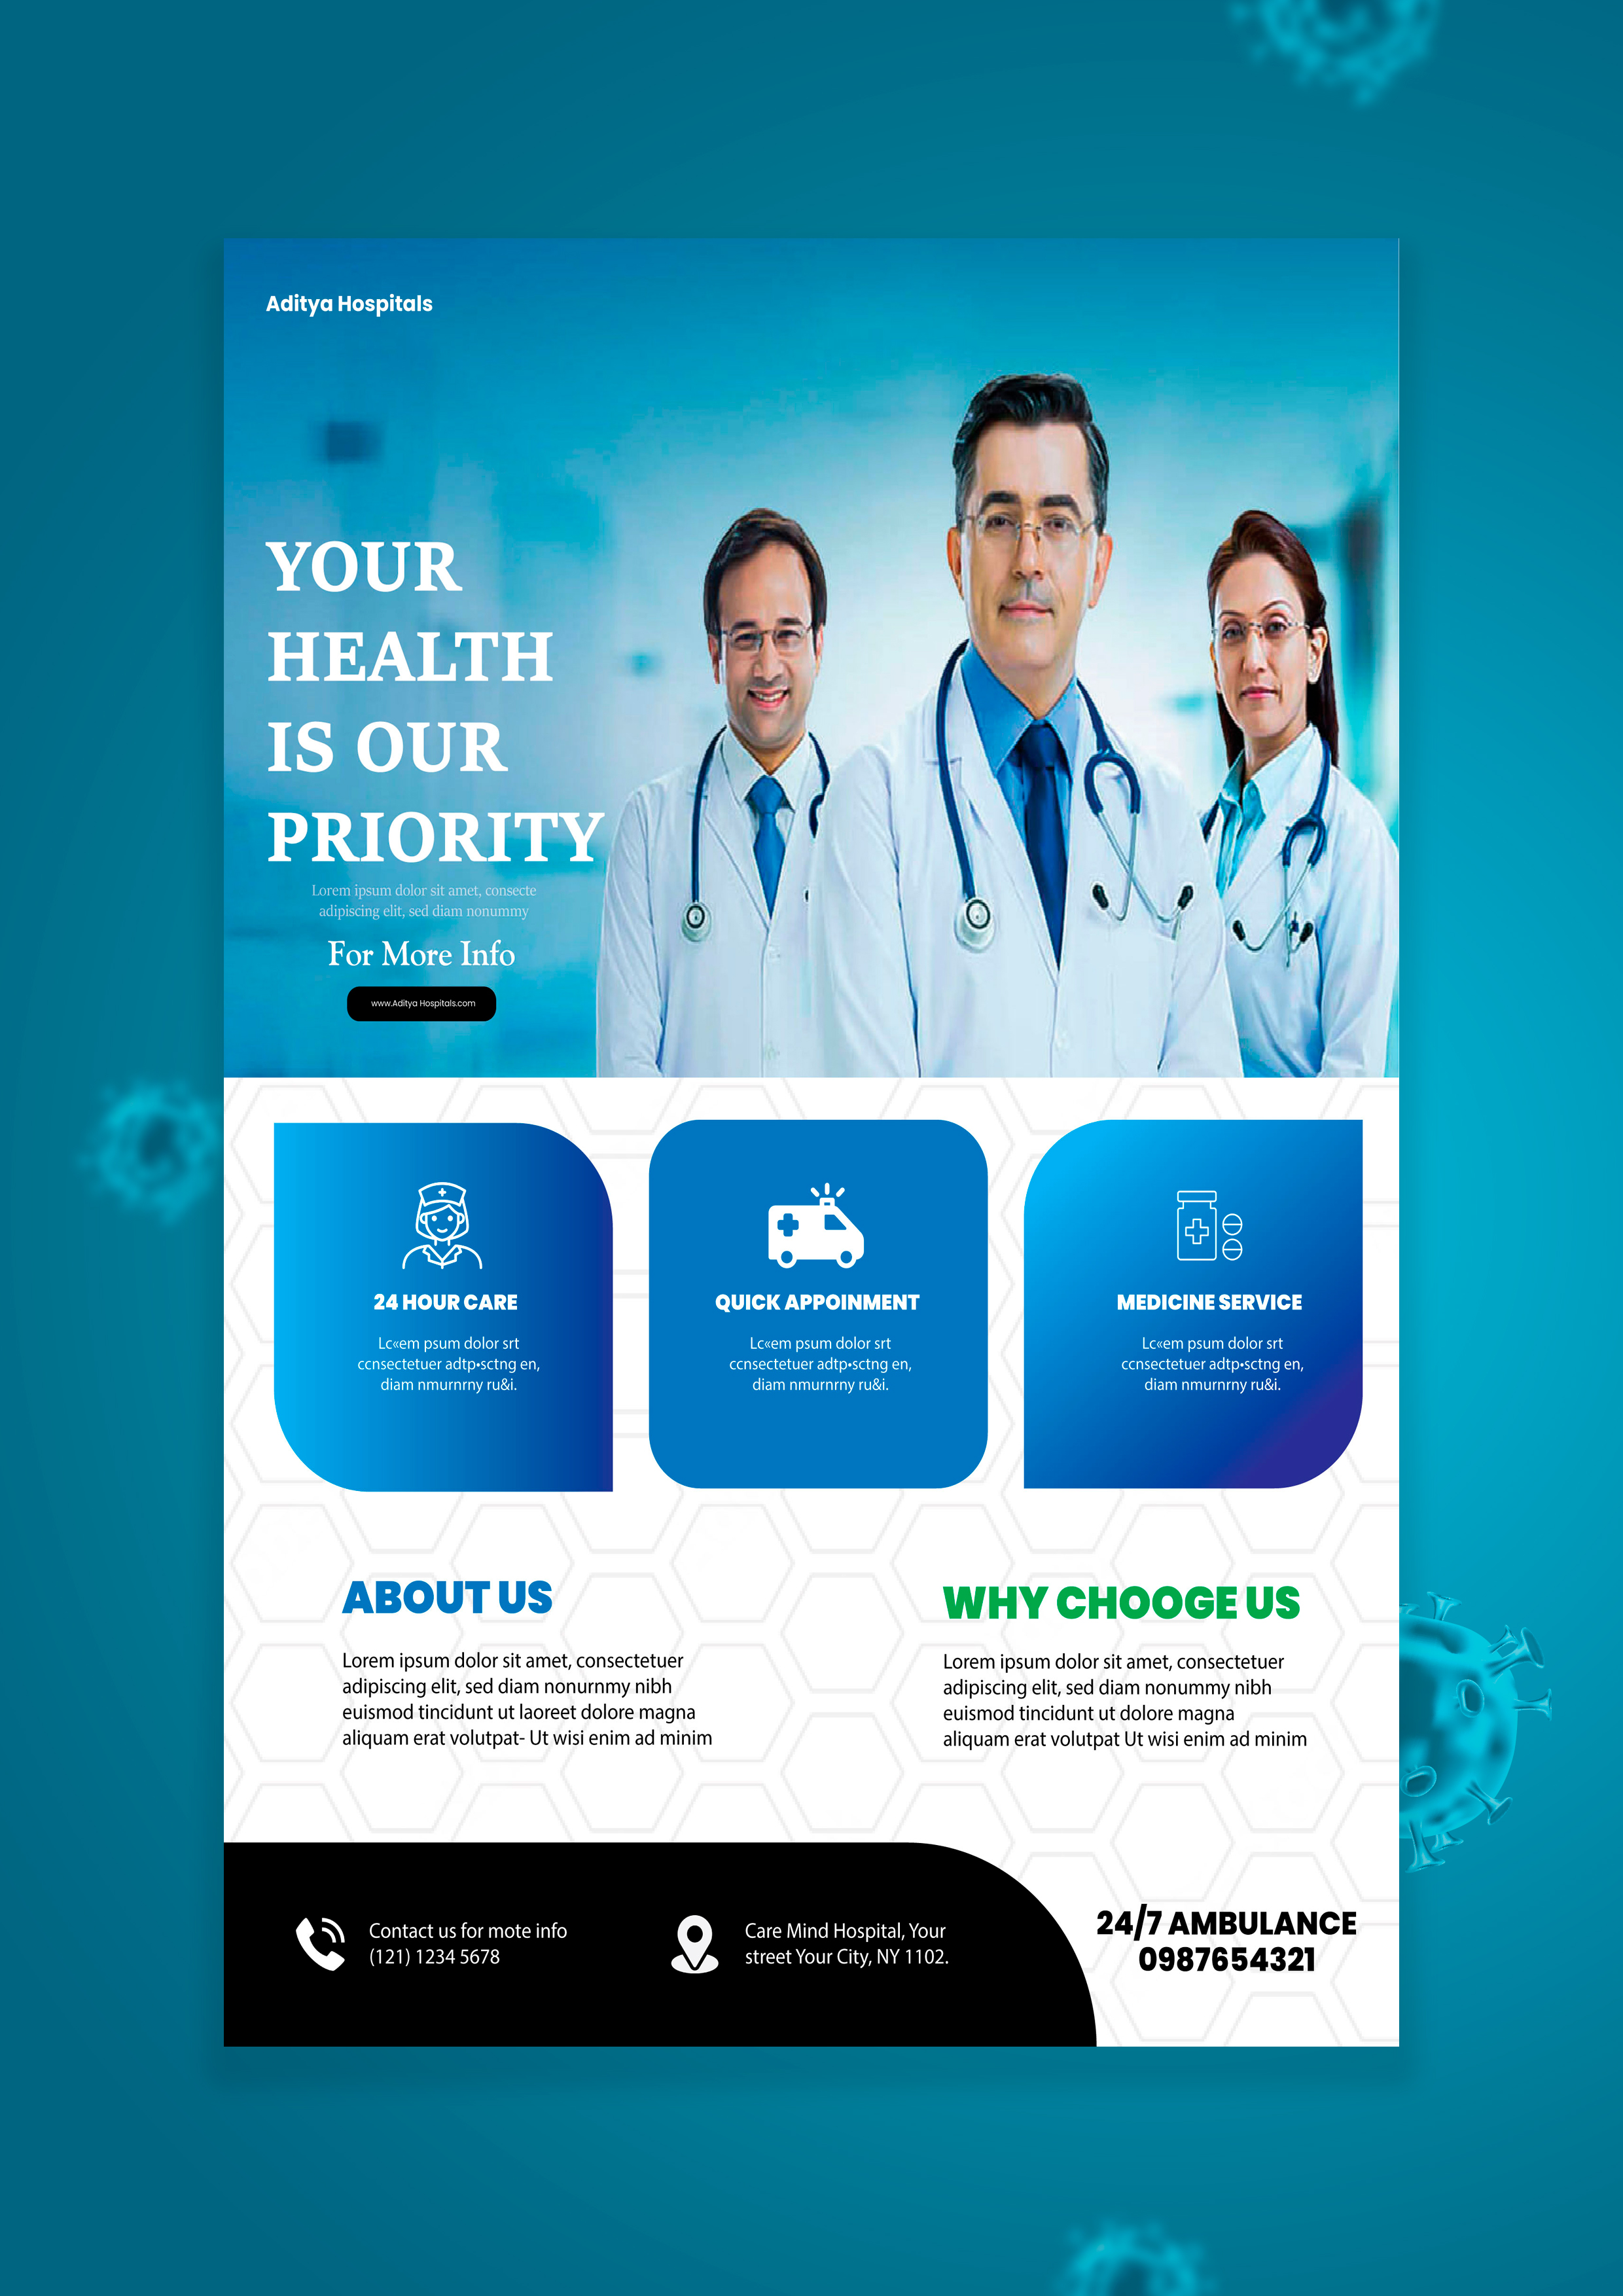 Aditya Hospitals
YOUR
HEALTH
IS OUR
PRIORITY
Lorem ipsum dolor sit amet, consecte
adipiscing elit, sed diam nonummy
For More Info
www.Aditya Hospitals.com
24 HOUR CARE
Lc«em psum dolor srt
ccnsectetuer adtp•sctng en,
diam nmurnrny ru&i.
QUICK APPOINMENT
Lc«em psum dolor srt
ccnsectetuer adtp•sctng en,
diam nmurnrny ru&i.
MEDICINE SERVICE
Lc«em psum dolor srt
ccnsectetuer adtp•sctng en,
diam nmurnrny ru&i.
ABOUT US
Lorem ipsum dolor sit amet, consectetuer
adipiscing elit, sed diam nonurnmy nibh
euismod tincidunt ut laoreet dolore magna
aliquam erat volutpat- Ut wisi enim ad minim
WHY CHOOGE US
Lorem ipsum dolor sit amet, consectetuer
adipiscing elit, sed diam nonummy nibh
euismod tincidunt ut dolore magna
aliquam erat volutpat Ut wisi enim ad minim
Contact us for mote info
(121) 1234 5678
Care Mind Hospital, Your
street Your City, NY 1102.
24/7 AMBULANCE
0987654321